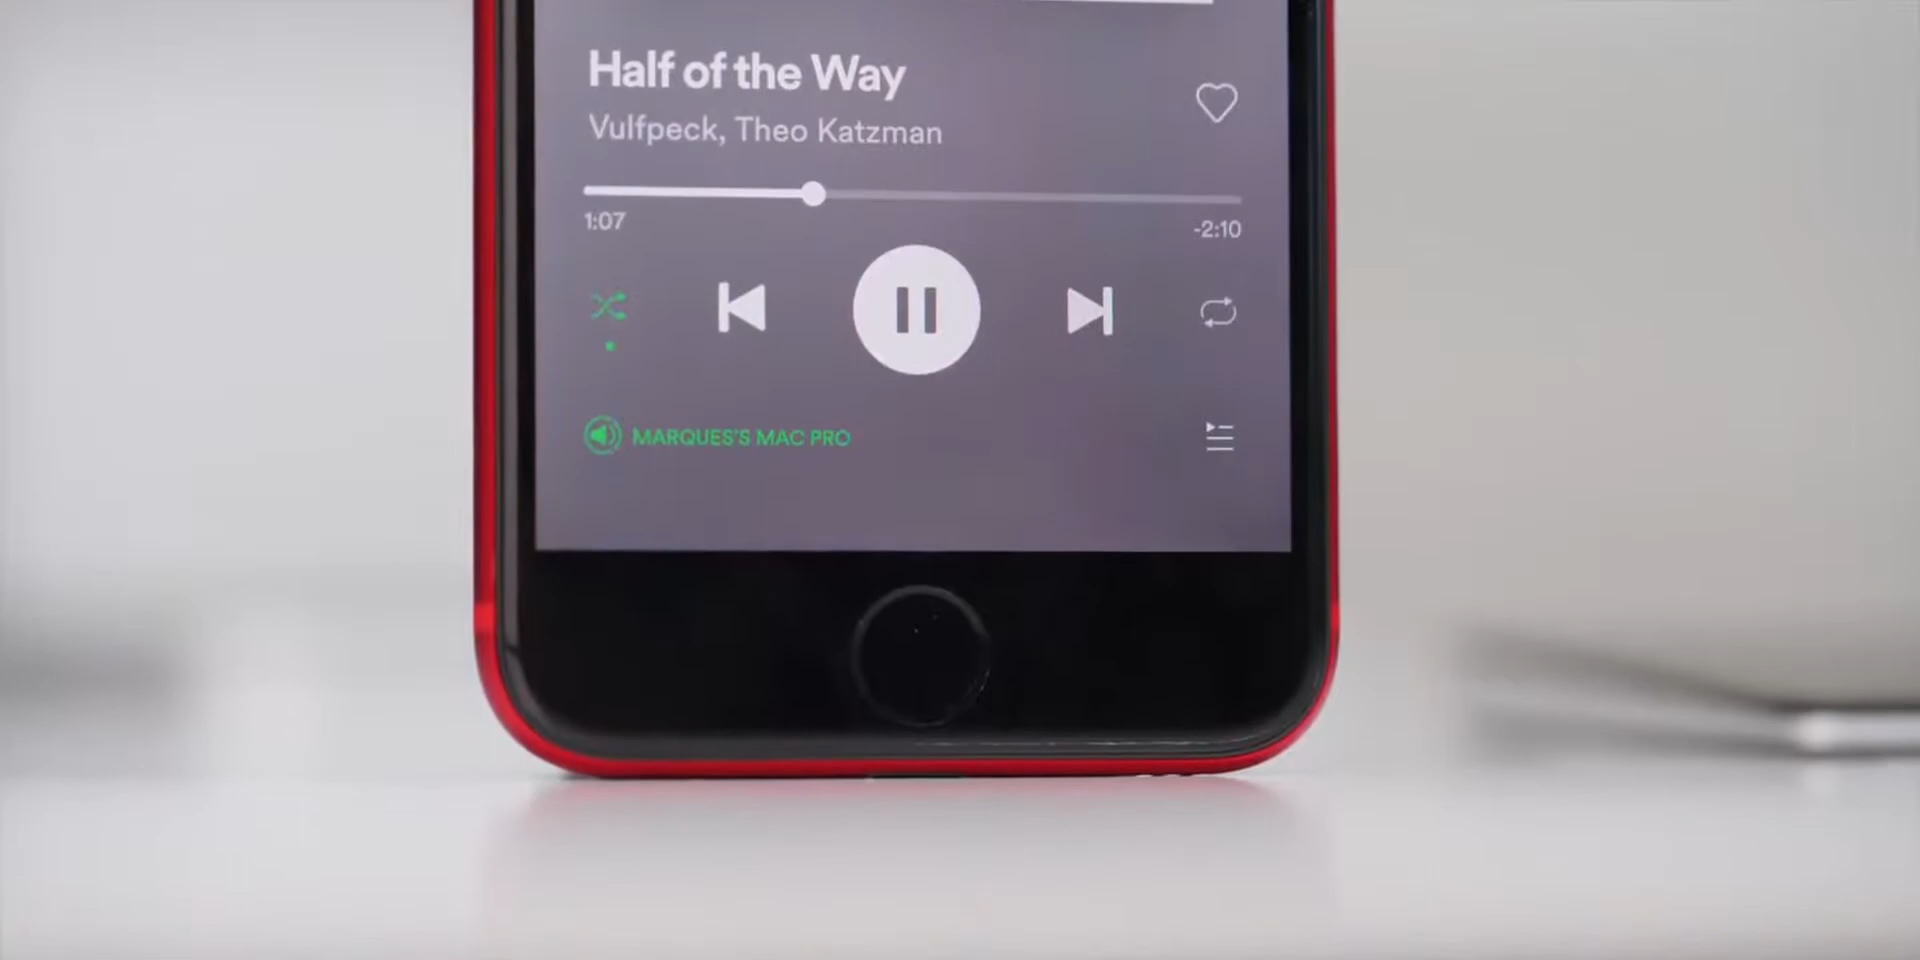 Half of the Way
Vulfpeck, Theo Katzman
1:07
-2:10
MARQUES'S MAC PRO